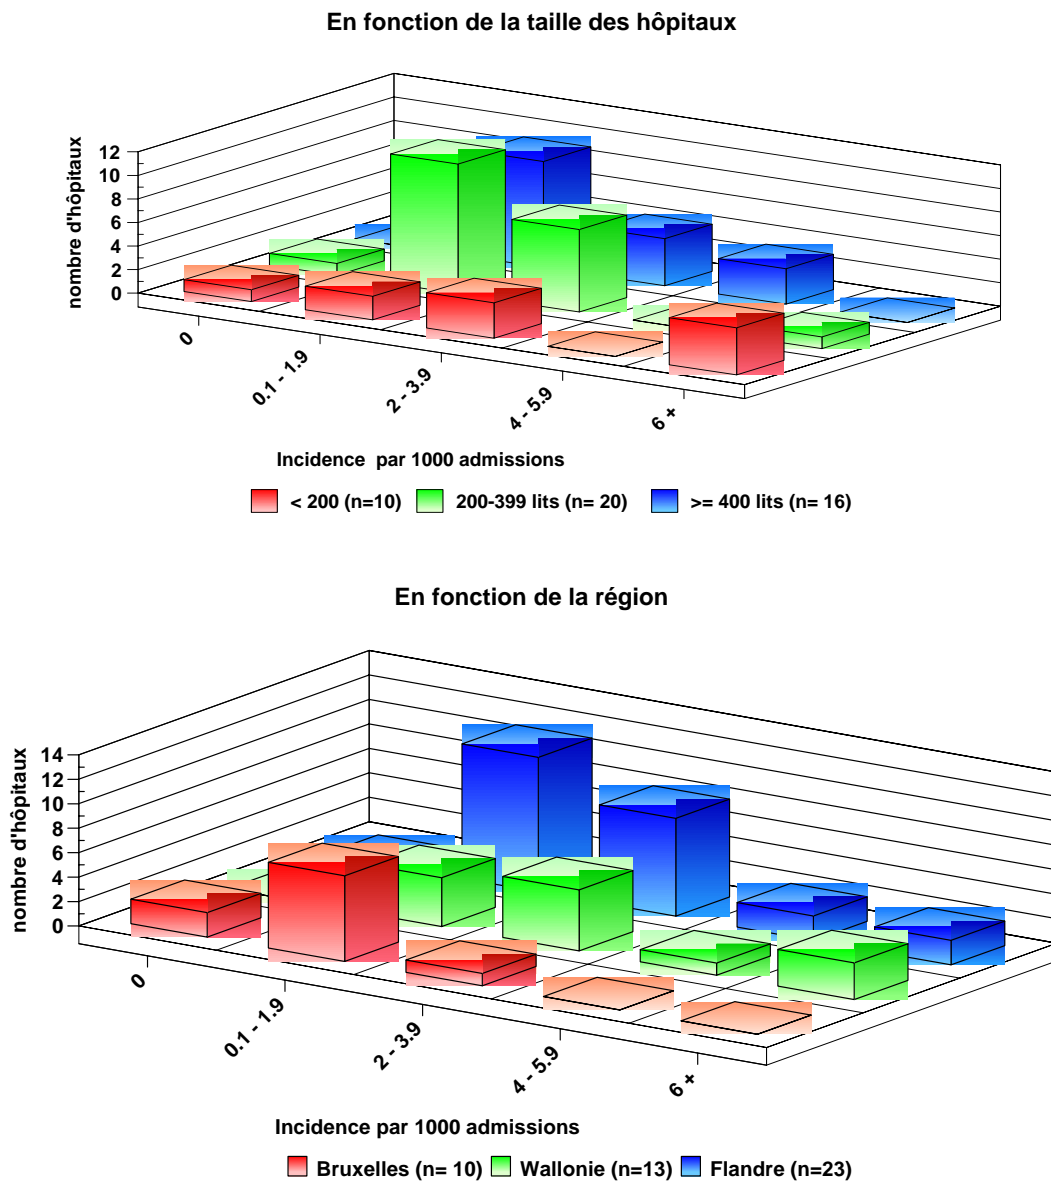 En fonction de la taille des hôpitaux
nombre d'hôpitaux
12
10
8
6
4
2
0
0
0.1 - 1.9
2 - 3.9
4 - 5.9
6 +
Incidence par 1000 admissions
< 200 (n=10) 200-399 lits (n= 20) >= 400 lits (n= 16)
En fonction de la région
nombre d'hôpitaux
14
12
10
8
6
4
2
0
0
0.1 - 1.9
2 - 3.9
4 - 5.9
6 +
Incidence par 1000 admissions
Bruxelles (n= 10) Wallonie (n=13) Flandre (n=23)